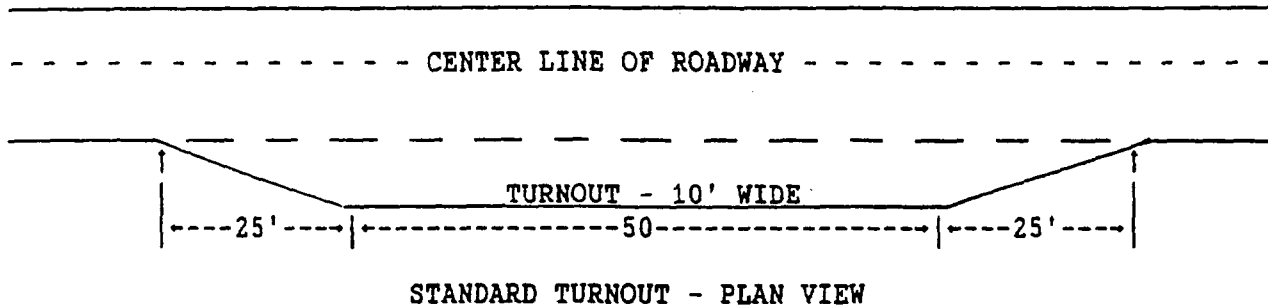 CENTER LINE OF ROADWAY
TURNOUT - 10' WIDE
25' 50 25'
STANDARD TURNOUT - PLAN VIEW